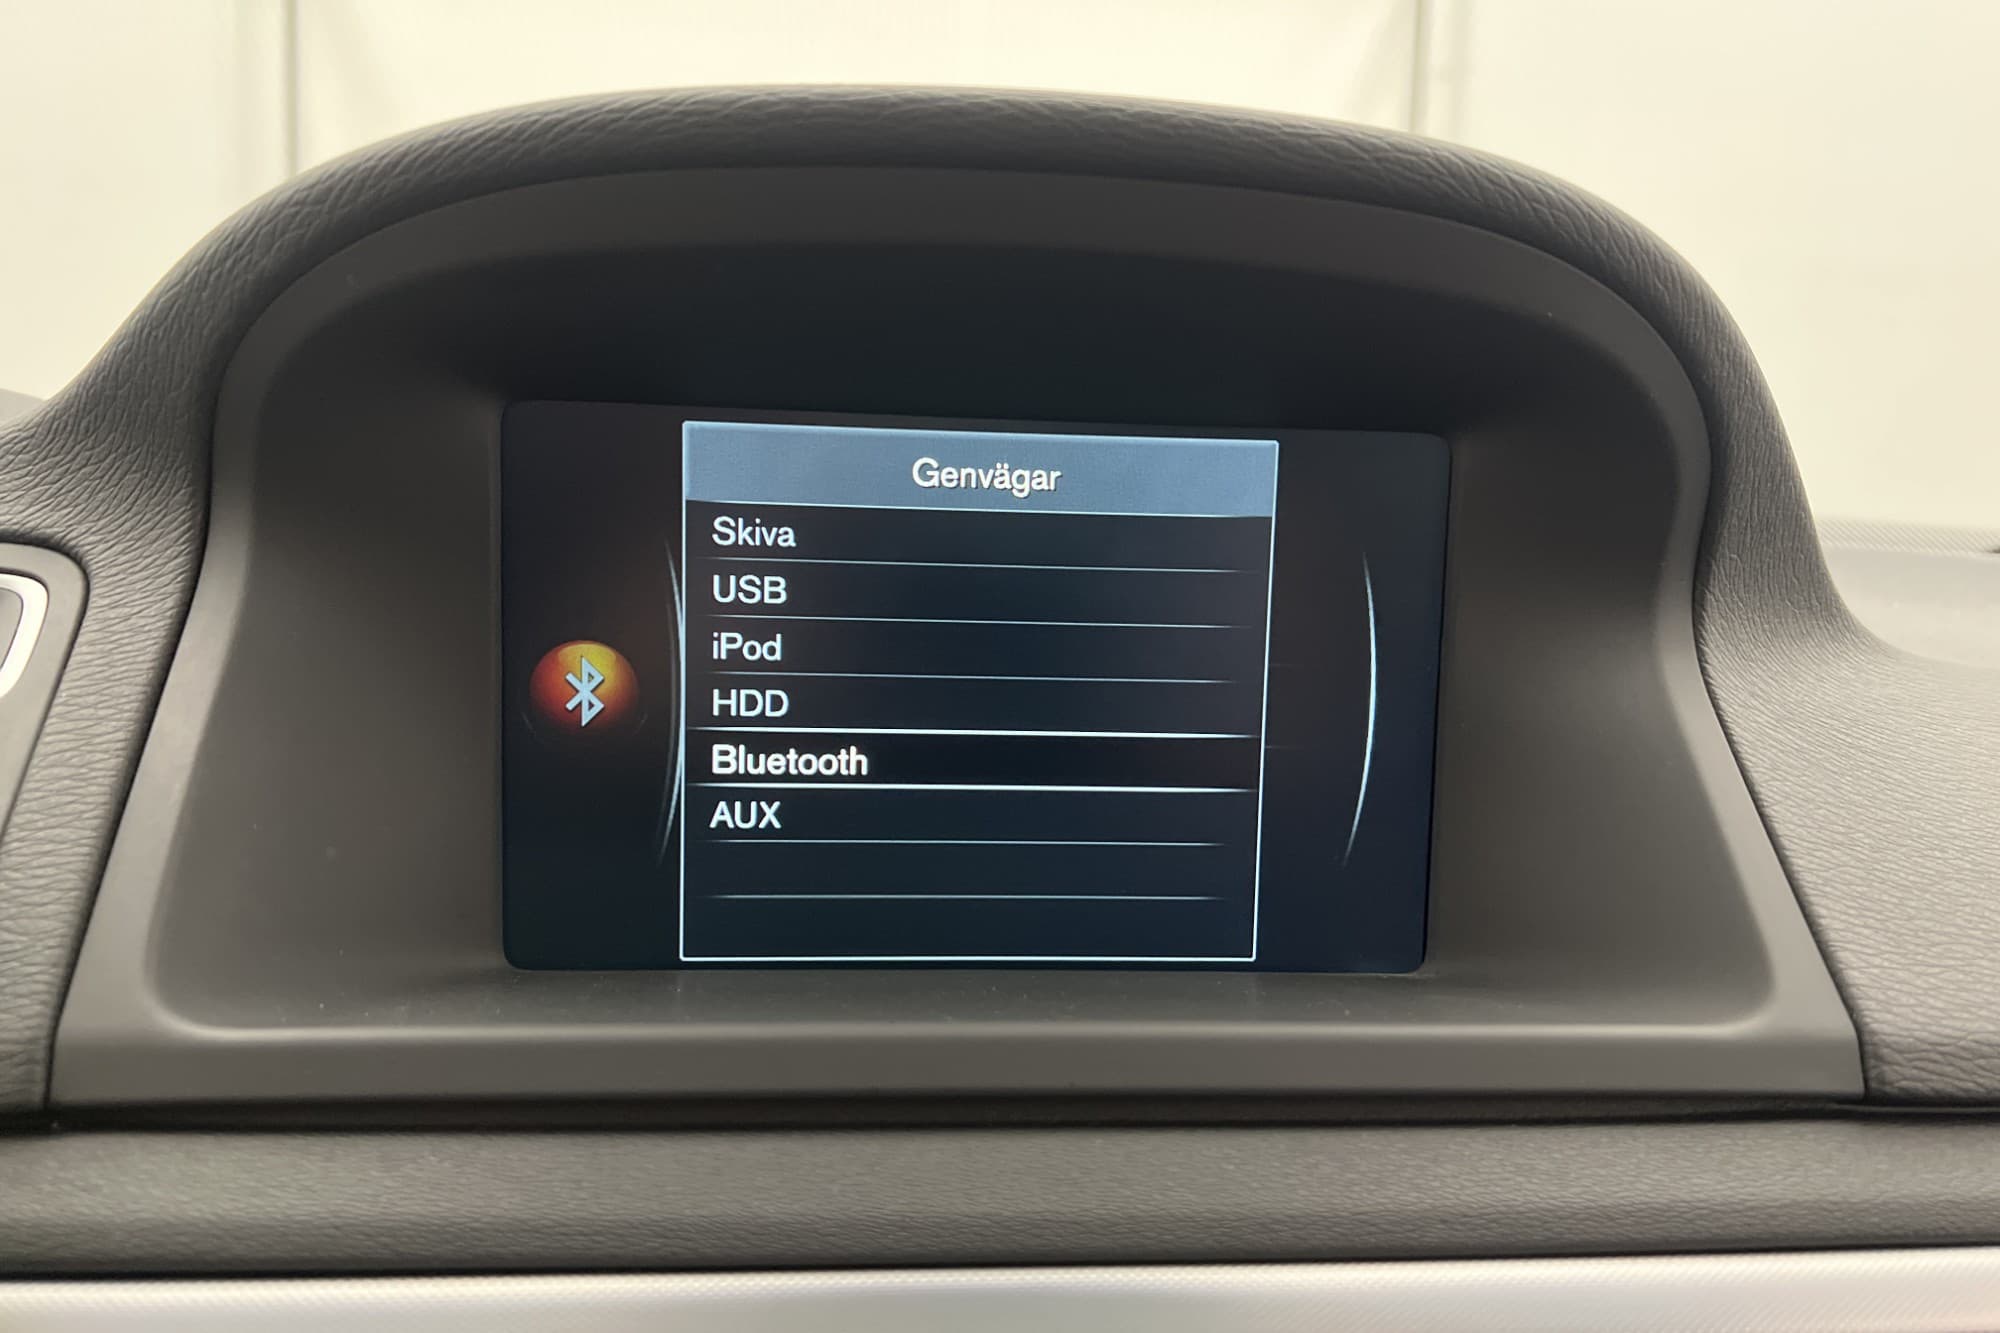 Genvägar
Skiva
USB
iPod
HDD
Bluetooth
AUX